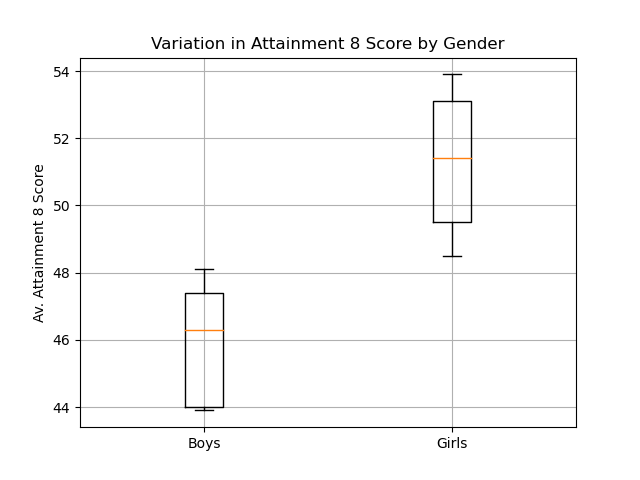 Variation in Attainment 8 Score by Gender
Av. Attainment 8 Score
54
52
50
48
46
44
Boys
Girls